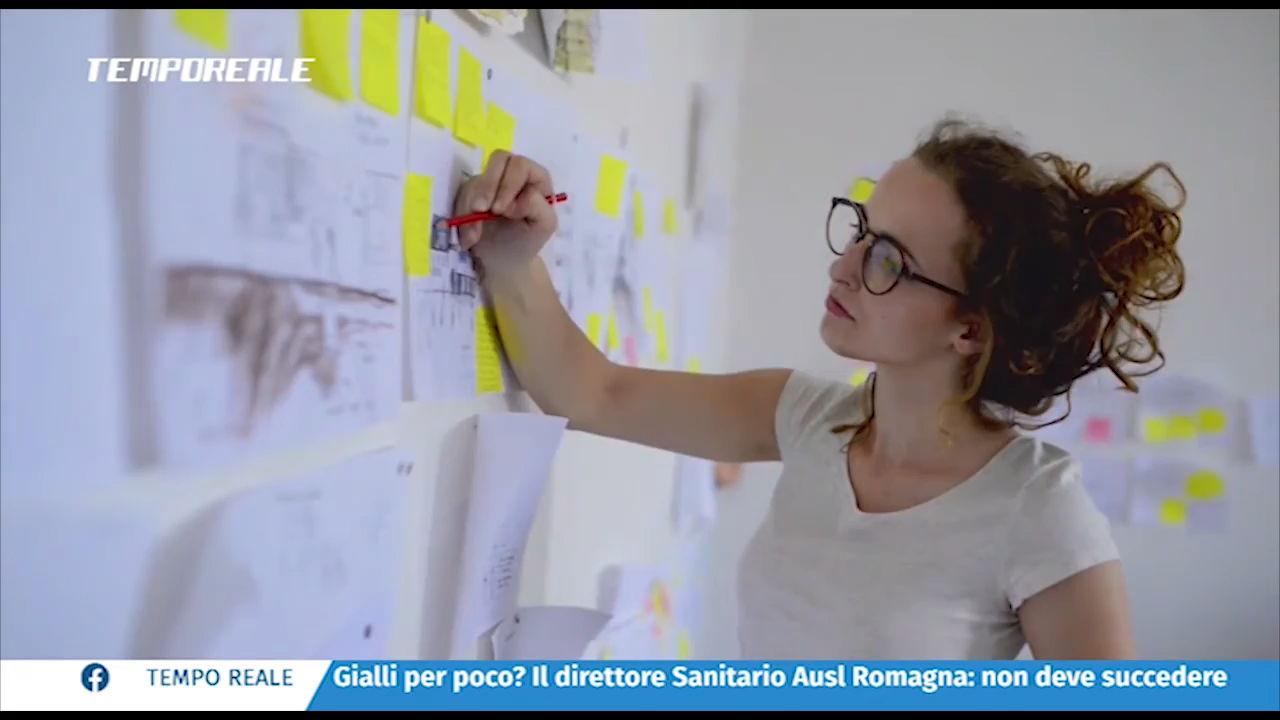 TEMPOREALE
TEMPO REALE
Gialli per poco? Il direttore Sanitario Ausl Romagna: non deve succedere